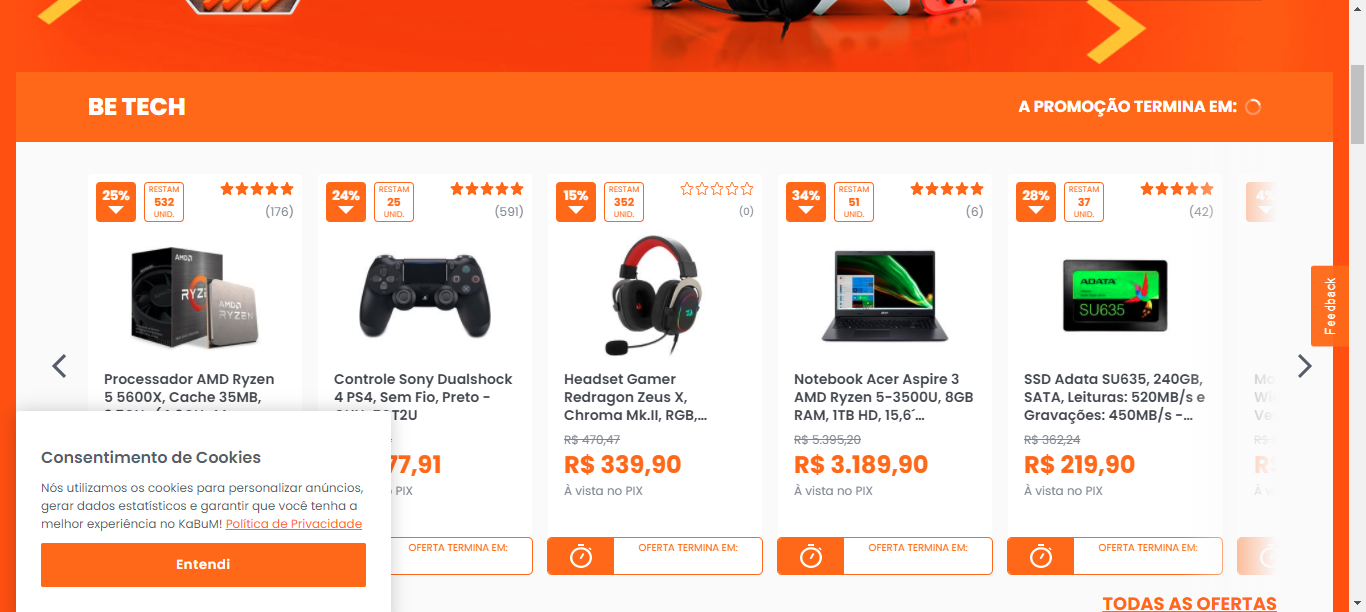 BE TECH
A PROMOÇÃO TERMINA EM:
25%
RESTAM
532
UNID.
(176)
AMD
RYZE
AMD
RYZEN
Processador AMD Ryzen
5 5600X, Cache 35MB,
24%
RESTAM
25
UNID.
(591)
Controle Sony Dualshock
4 PS4, Sem Fio, Preto -
77,91
PIX
OFERTA TERMINA EM:
15%
RESTAM
352
UNID.
(0)
Headset Gamer
Redragon Zeus X,
Chroma Mk.II, RGB,...
R$ 470,47
R$ 339,90
À vista no PIX
OFERTA TERMINA EM:
34%
RESTAM
51
UNID.
(6)
Notebook Acer Aspire 3
AMD Ryzen 5-3500U, 8GB
RAM, 1TB HD, 15,6´...
R$ 5.395,20
R$ 3.189,90
À vista no PIX
OFERTA TERMINA EM:
28%
RESTAM
37
UNID.
(42)
ADATA
SU635
SSD Adata SU635, 240GB,
SATA, Leituras: 520MB/s e
Gravações: 450MB/s -...
R$ 362,24
R$ 219,90
À vista no PIX
OFERTA TERMINA EM:
4%
Feedback
Consentimento de Cookies
Nós utilizamos os cookies para personalizar anúncios,
gerar dados estatísticos e garantir que você tenha a
melhor experiência no KaBuM! Política de Privacidade
Entendi
TODAS AS OFERTAS